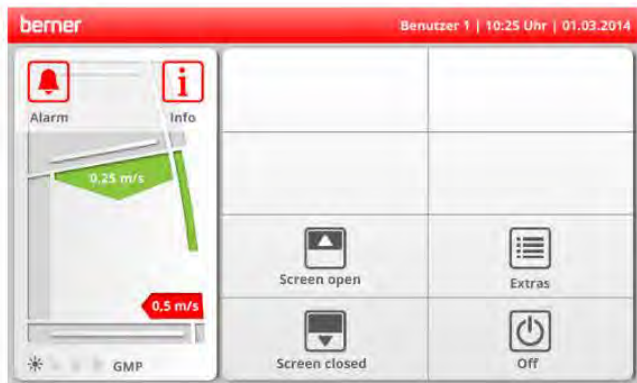 berner
Benutzer 1 | 10:25 Uhr | 01.03.2014
Alarm
Info
0.25 m/s
0,5 m/s
GMP
Screen open
Extras
Screen closed
Off